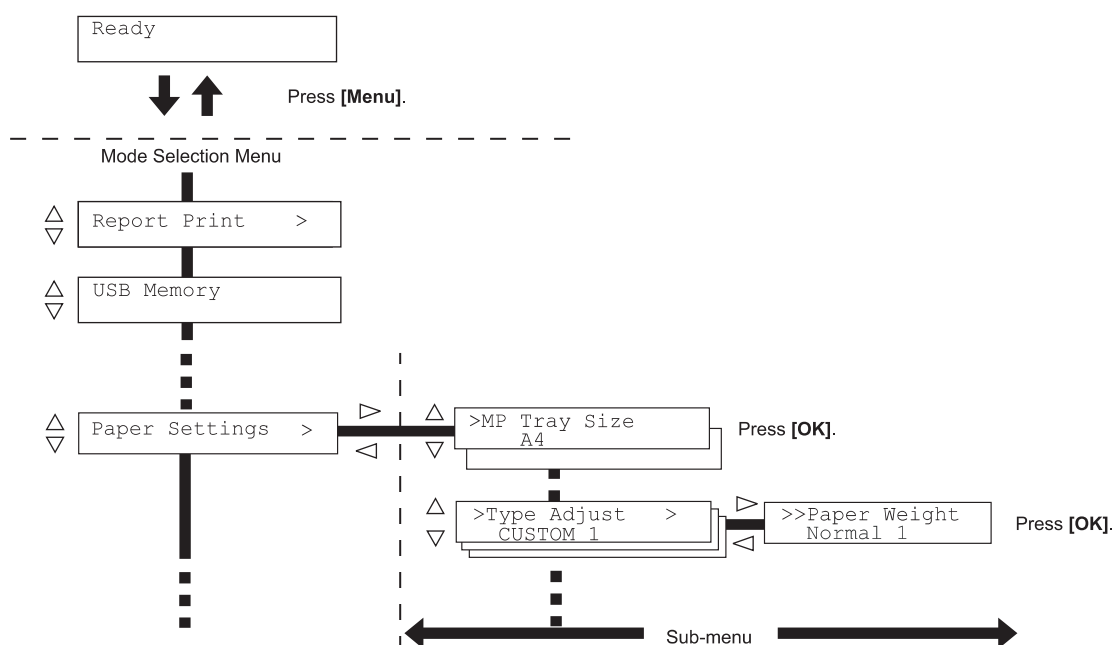 Ready
Press [Menu].
Mode Selection Menu
Report Print >
USB Memory
Paper Settings >
>MP Tray Size
A4
Press [OK].
>Type Adjust >
CUSTOM 1
>>Paper Weight
Normal 1
Press [OK].
Sub-menu